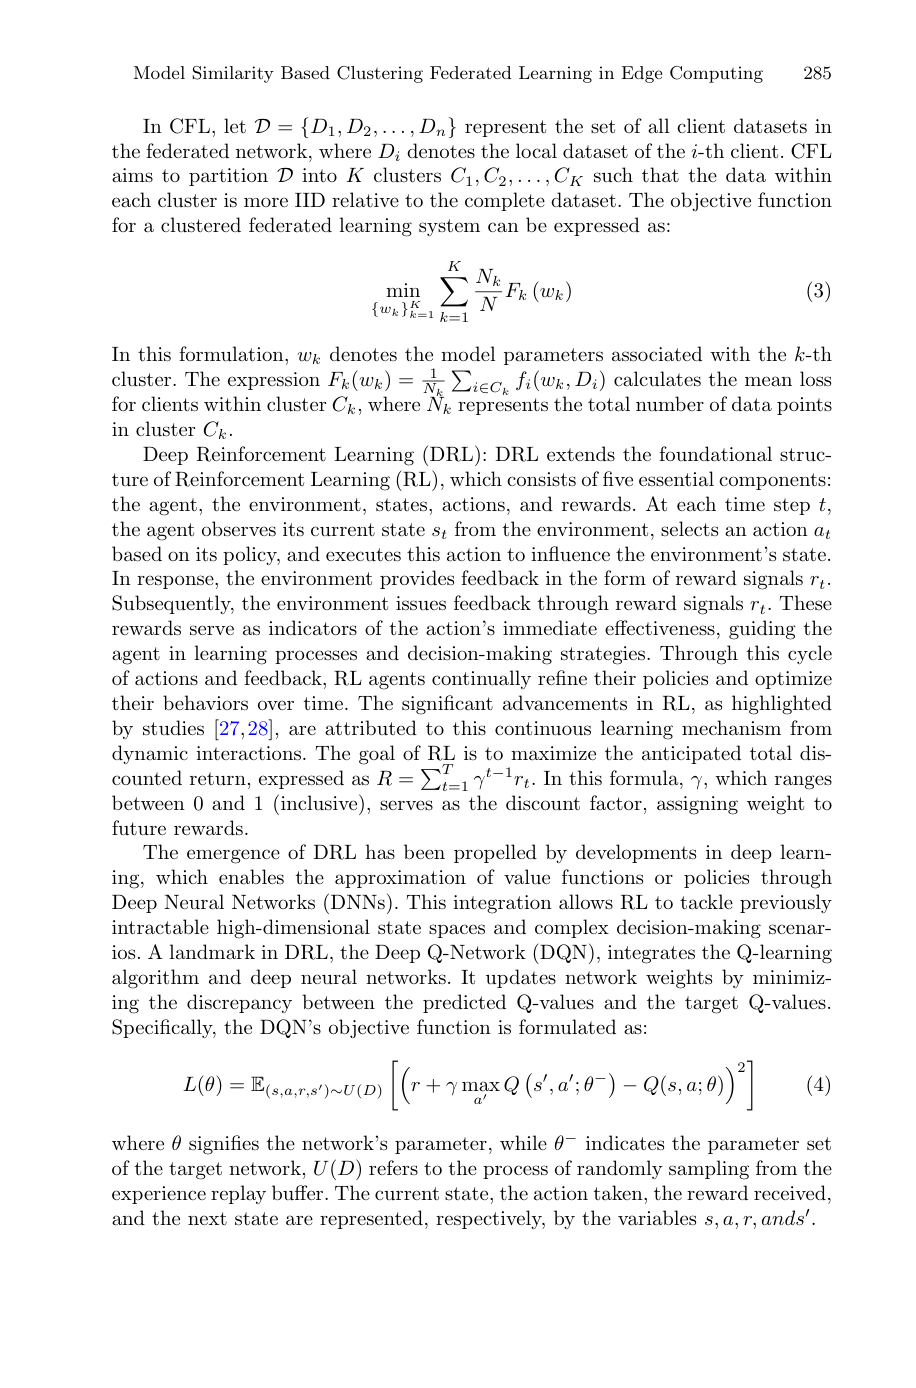 Model Similarity Based Clustering Federated Learning in Edge Computing 285
In CFL, let 𝒟 = {D₁, D₂, . . . , Dₙ} represent the set of all client datasets in
the federated network, where Dᵢ denotes the local dataset of the i-th client. CFL
aims to partition 𝒟 into K clusters C₁, C₂, . . . , C_K such that the data within
each cluster is more IID relative to the complete dataset. The objective function
for a clustered federated learning system can be expressed as:
min_{{w_k}_{k=1}^K} ∑_{k=1}^K (N_k / N) F_k (w_k) (3)
In this formulation, w_k denotes the model parameters associated with the k-th
cluster. The expression F_k(w_k) = (1/N_k) ∑_{i∈C_k} f_i(w_k, D_i) calculates the mean loss
for clients within cluster C_k, where N_k represents the total number of data points
in cluster C_k.
Deep Reinforcement Learning (DRL): DRL extends the foundational struc-
ture of Reinforcement Learning (RL), which consists of five essential components:
the agent, the environment, states, actions, and rewards. At each time step t,
the agent observes its current state s_t from the environment, selects an action a_t
based on its policy, and executes this action to influence the environment's state.
In response, the environment provides feedback in the form of reward signals r_t.
Subsequently, the environment issues feedback through reward signals r_t. These
rewards serve as indicators of the action's immediate effectiveness, guiding the
agent in learning processes and decision-making strategies. Through this cycle
of actions and feedback, RL agents continually refine their policies and optimize
their behaviors over time. The significant advancements in RL, as highlighted
by studies [27,28], are attributed to this continuous learning mechanism from
dynamic interactions. The goal of RL is to maximize the anticipated total dis-
counted return, expressed as R = ∑_{t=1}^T γ^{t−1} r_t. In this formula, γ, which ranges
between 0 and 1 (inclusive), serves as the discount factor, assigning weight to
future rewards.
The emergence of DRL has been propelled by developments in deep learn-
ing, which enables the approximation of value functions or policies through
Deep Neural Networks (DNNs). This integration allows RL to tackle previously
intractable high-dimensional state spaces and complex decision-making scenar-
ios. A landmark in DRL, the Deep Q-Network (DQN), integrates the Q-learning
algorithm and deep neural networks. It updates network weights by minimiz-
ing the discrepancy between the predicted Q-values and the target Q-values.
Specifically, the DQN's objective function is formulated as:
L(θ) = 𝔼_{(s,a,r,s′)∼U(D)} [(r + γ max_{a′} Q (s′, a′; θ⁻) − Q(s, a; θ))²] (4)
where θ signifies the network's parameter, while θ⁻ indicates the parameter set
of the target network, U(D) refers to the process of randomly sampling from the
experience replay buffer. The current state, the action taken, the reward received,
and the next state are represented, respectively, by the variables s, a, r, ands′.